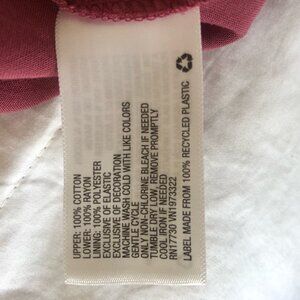 UPPER: 100% COTTON
LOWER: 100% RAYON
LINING: 100% POLYESTER
EXCLUSIVE OF ELASTIC
EXCLUSIVE OF DECORATION
MACHINE WASH COLD WITH LIKE COLORS
GENTLE CYCLE
ONLY NON-CHLORINE BLEACH IF NEEDED
TUMBLE DRY LOW, REMOVE PROMPTLY
COOL IRON IF NEEDED
RN17730 VN1973322
LABEL MADE FROM 100% RECYCLED PLASTIC